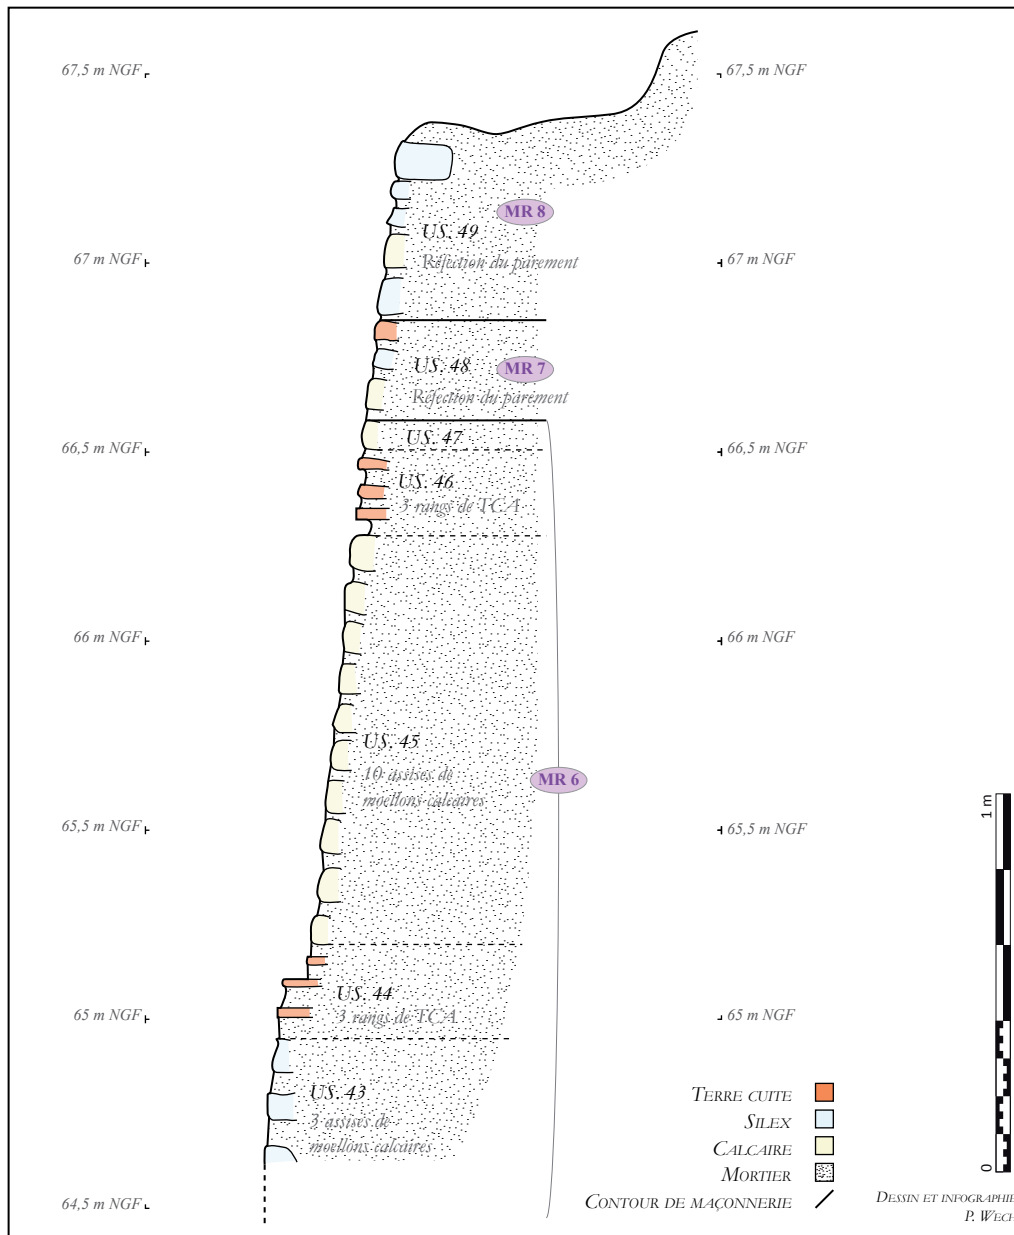 67,5 m NGF
67,5 m NGF
MR 8
US. 49
Réfection du parement
67 m NGF
67 m NGF
US. 48
MR 7
Réfection du parement
US. 47
66,5 m NGF
66,5 m NGF
US. 46
3 rangs de TCA
66 m NGF
66 m NGF
US. 45
10 assises de
moellons calcaires
MR 6
1 m
65,5 m NGF
65,5 m NGF
US. 44
3 rangs de TCA
65 m NGF
65 m NGF
US. 43
3 assises de
moellons calcaires
TERRE CUITE
SILEX
CALCAIRE
MORTIER
CONTOUR DE MAÇONNERIE
0
64,5 m NGF
DESSIN ET INFOGRAPHIE
P. WECH